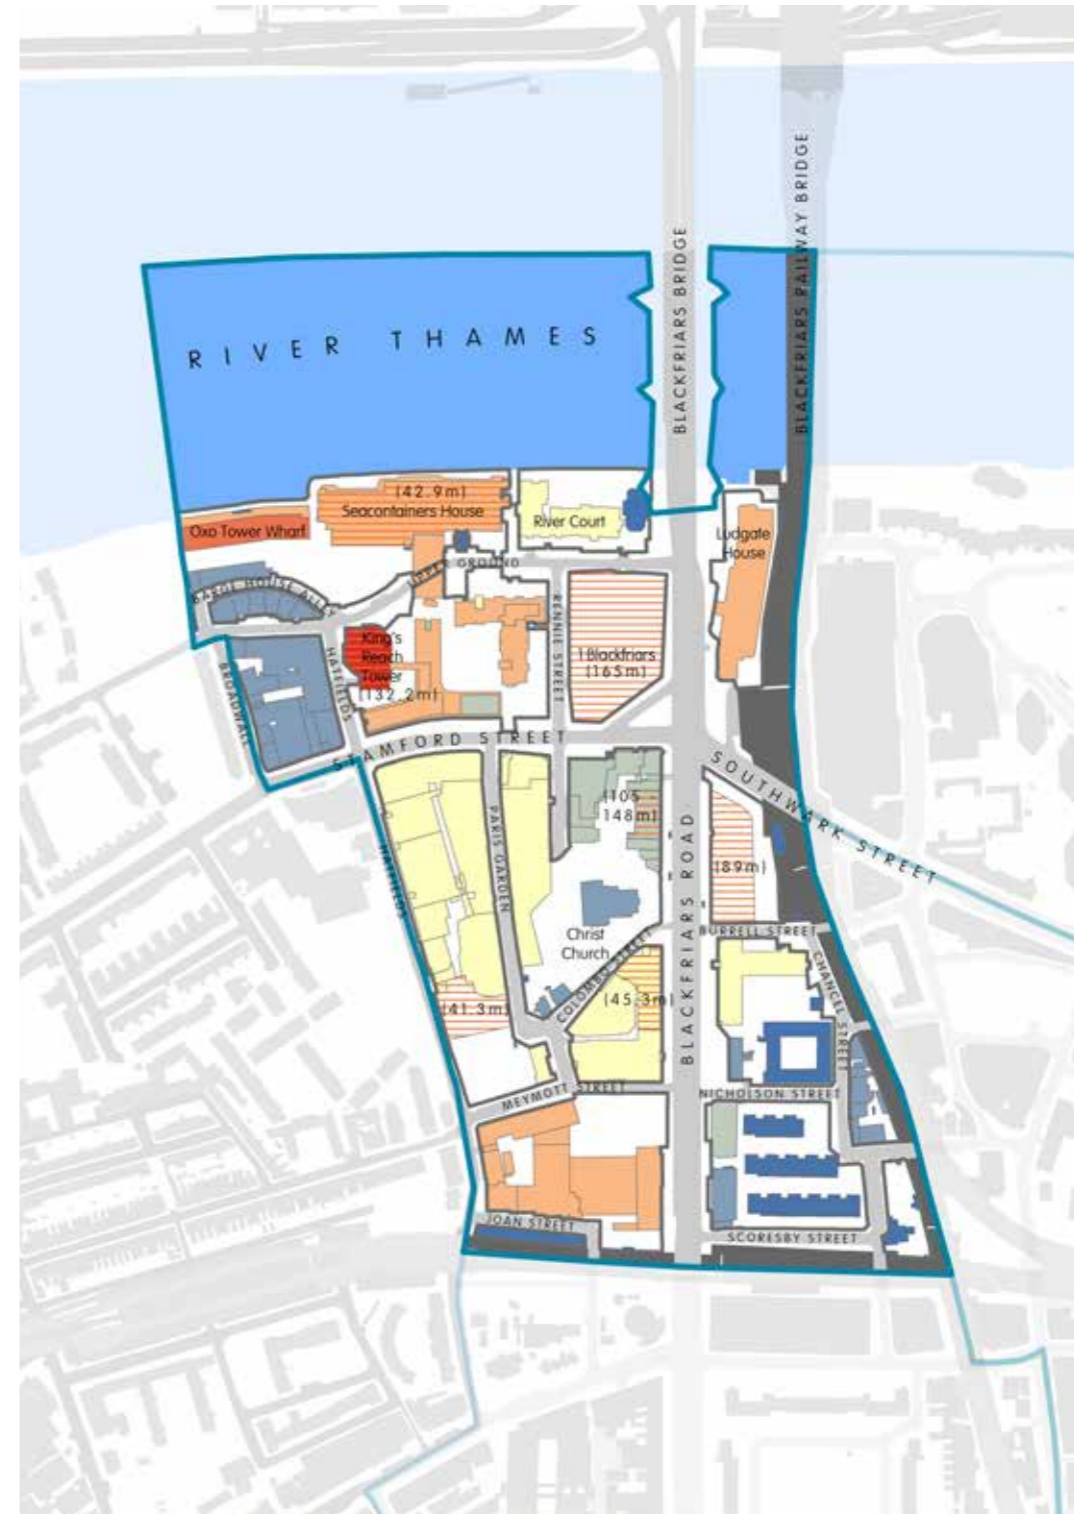 BLACKFRIARS RAILWAY BRIDGE
BLACKFRIARS BRIDGE
RIVER THAMES
(42.9m)
Seacontainers House
Oxo Tower Wharf
River Court
Ludgate
House
UPPER GROUND
BARGE HOUSE ALLEY
RENNIE STREET
King's
Reach
Tower
(132.2m)
HATFIELDS
BROADWALL
1 Blackfriars
(165m)
STAMFORD STREET
SOUTHWARK STREET
(105
148m)
PARIS GARDEN
HATFIELDS
BLACKFRIARS ROAD
(89m)
BURRELL STREET
Christ
Church
COLOMBO STREET
CHANCEL STREET
(41.3m)
(45.3m)
MEYMOTT STREET
NICHOLSON STREET
JOAN STREET
SCORESBY STREET